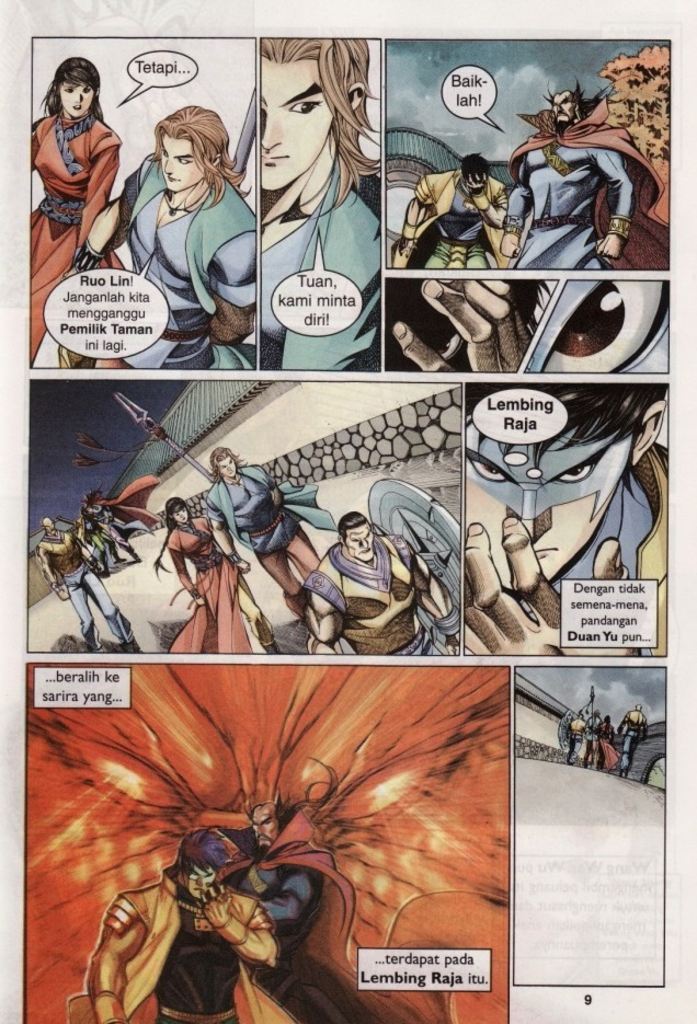 Tetapi...
Ruo Lin!
Janganlah kita
mengganggu
Pemilik Taman
ini lagi.
Tuan,
kami minta
diri!
Baik-
lah!
Lembing
Raja
Dengan tidak
semena-mena,
pandangan
Duan Yu pun...
...beralih ke
sarira yang...
...terdapat pada
Lembing Raja itu.
9